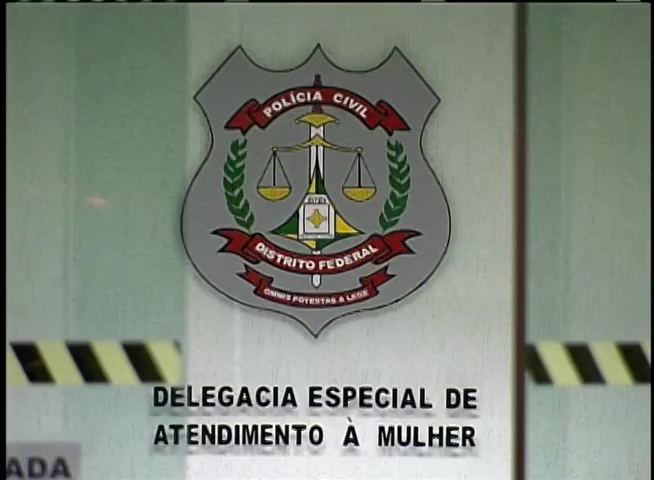 POLÍCIA CIVIL
DISTRITO FEDERAL
OMNIS POTESTAS A LEGE
DELEGACIA ESPECIAL DE
ATENDIMENTO À MULHER
ADA